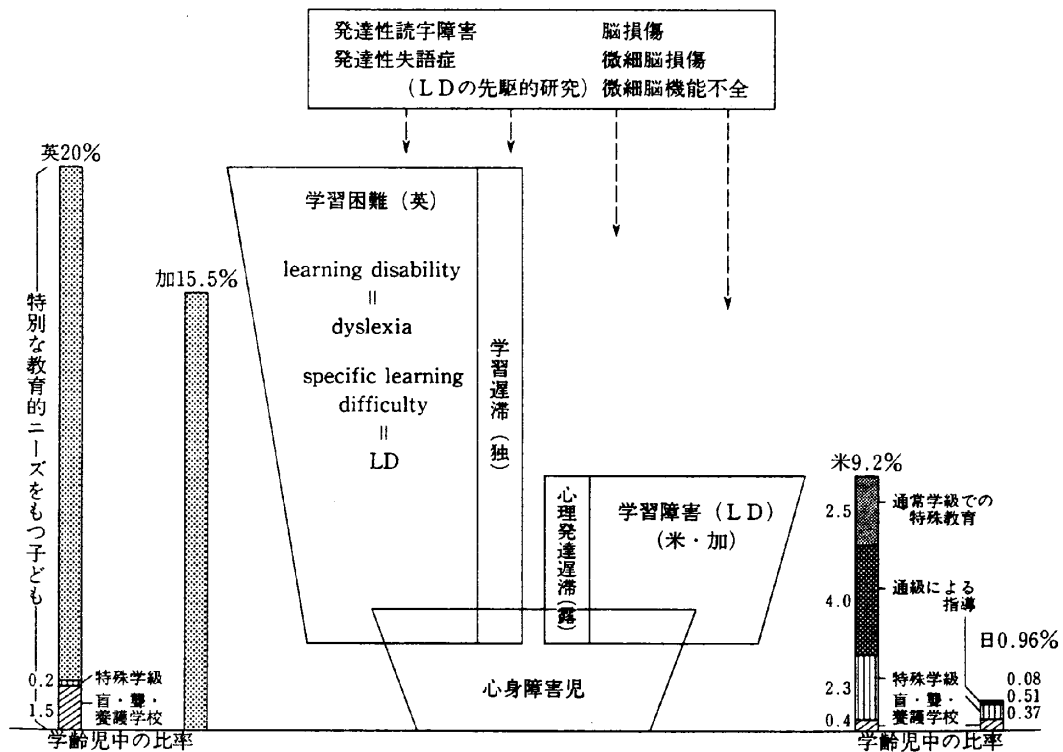 発達性読字障害　脳損傷
発達性失語症　微細脳損傷
(LDの先駆的研究) 微細脳機能不全
英20%
加15.5%
特別な教育的ニーズをもつ子ども
0.2
特殊学級
1.5
盲・聾・
養護学校
学齢児中の比率
学習困難 (英)
learning disability
=
dyslexia
specific learning
difficulty
=
LD
学習遅滞(独)
心理発達遅滞(露)
学習障害 (LD)
(米・加)
心身障害児
米9.2%
2.5
通常学級での
特殊教育
4.0
通級による
指導
2.3
特殊学級
0.4
盲・聾・
養護学校
日0.96%
0.08
0.51
0.37
学齢児中の比率